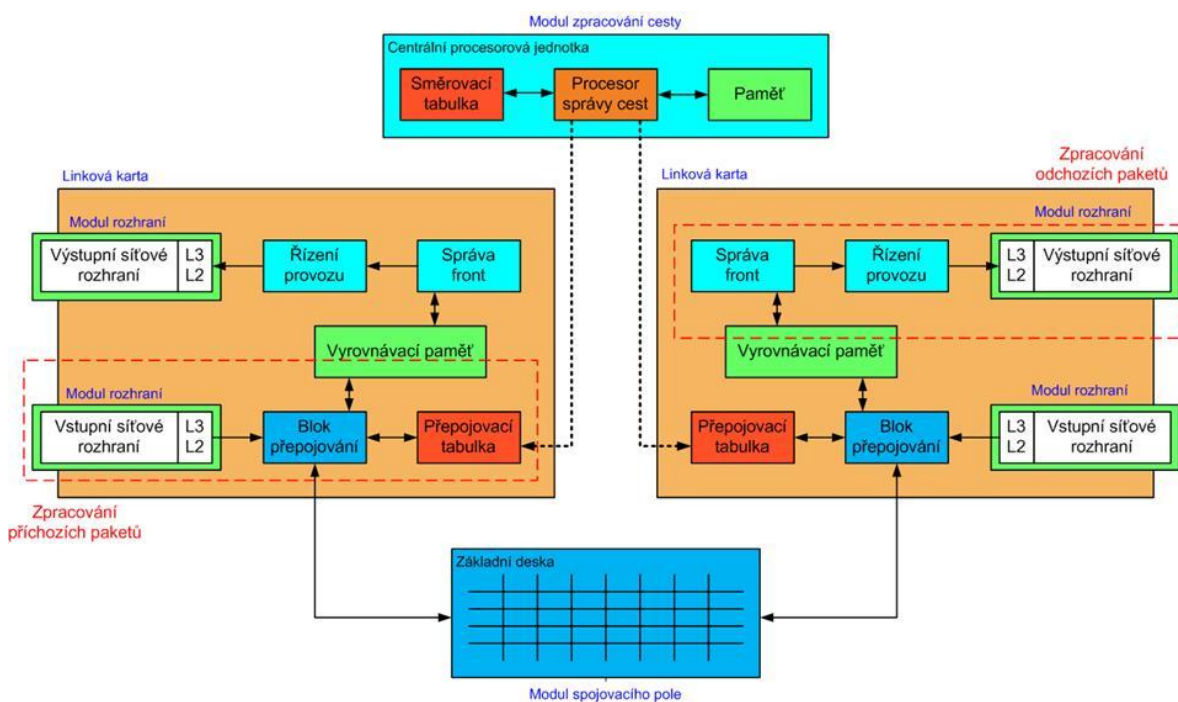 Modul zpracování cesty
Centrální procesorová jednotka
Směrovací
tabulka
Procesor
správy cest
Paměť
Linková karta
Modul rozhraní
Výstupní síťové
rozhraní
L3
L2
Řízení
provozu
Správa
front
Vyrovnávací paměť
Modul rozhraní
Vstupní síťové
rozhraní
L3
L2
Blok
přepojování
Přepojovací
tabulka
Zpracování
příchozích paketů
Linková karta
Zpracování
odchozích paketů
Modul rozhraní
Správa
front
Řízení
provozu
L3
L2
Výstupní síťové
rozhraní
Vyrovnávací paměť
Modul rozhraní
Přepojovací
tabulka
Blok
přepojování
L3
L2
Vstupní síťové
rozhraní
Základní deska
Modul spojovacího pole